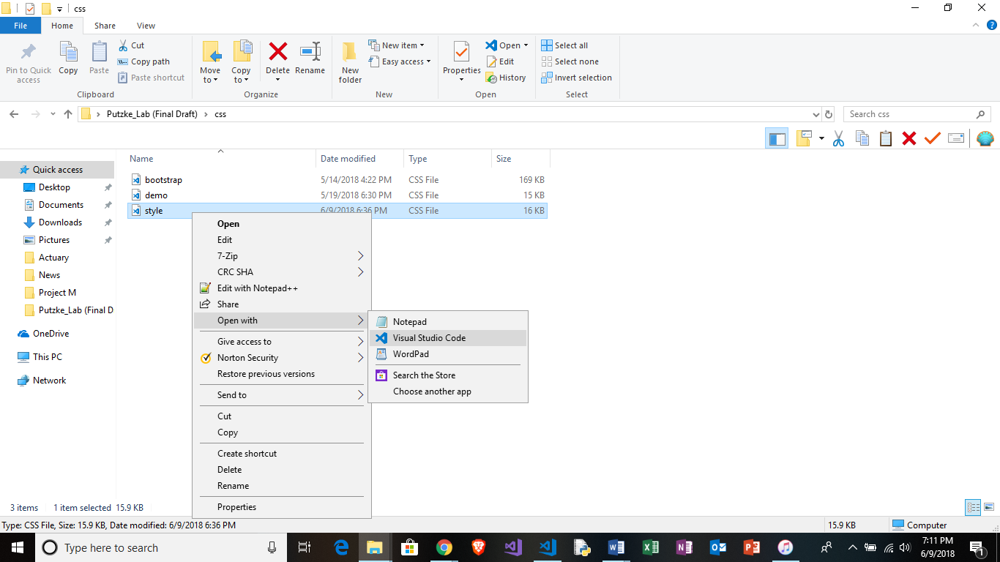 css
File Home Share View
Pin to Quick access
Copy
Paste
Cut
Copy path
Paste shortcut
Clipboard
Move to
Copy to
Delete
Rename
Organize
New folder
New item
Easy access
New
Properties
Open
Edit
History
Open
Select all
Select none
Invert selection
Select
Putzke_Lab (Final Draft) css
Search css
Name Date modified Type Size
bootstrap 5/14/2018 4:22 PM CSS File 169 KB
demo 5/19/2018 6:30 PM CSS File 15 KB
style 6/9/2018 6:36 PM CSS File 16 KB
Quick access
Desktop
Documents
Downloads
Pictures
Actuary
News
Project M
Putzke_Lab (Final D
OneDrive
This PC
Network
Open
Edit
7-Zip
CRC SHA
Edit with Notepad++
Share
Open with
Give access to
Norton Security
Restore previous versions
Send to
Cut
Copy
Create shortcut
Delete
Rename
Properties
Notepad
Visual Studio Code
WordPad
Search the Store
Choose another app
3 items 1 item selected 15.9 KB
Type: CSS File, Size: 15.9 KB, Date modified: 6/9/2018 6:36 PM 15.9 KB Computer
Type here to search
7:11 PM
6/9/2018
1